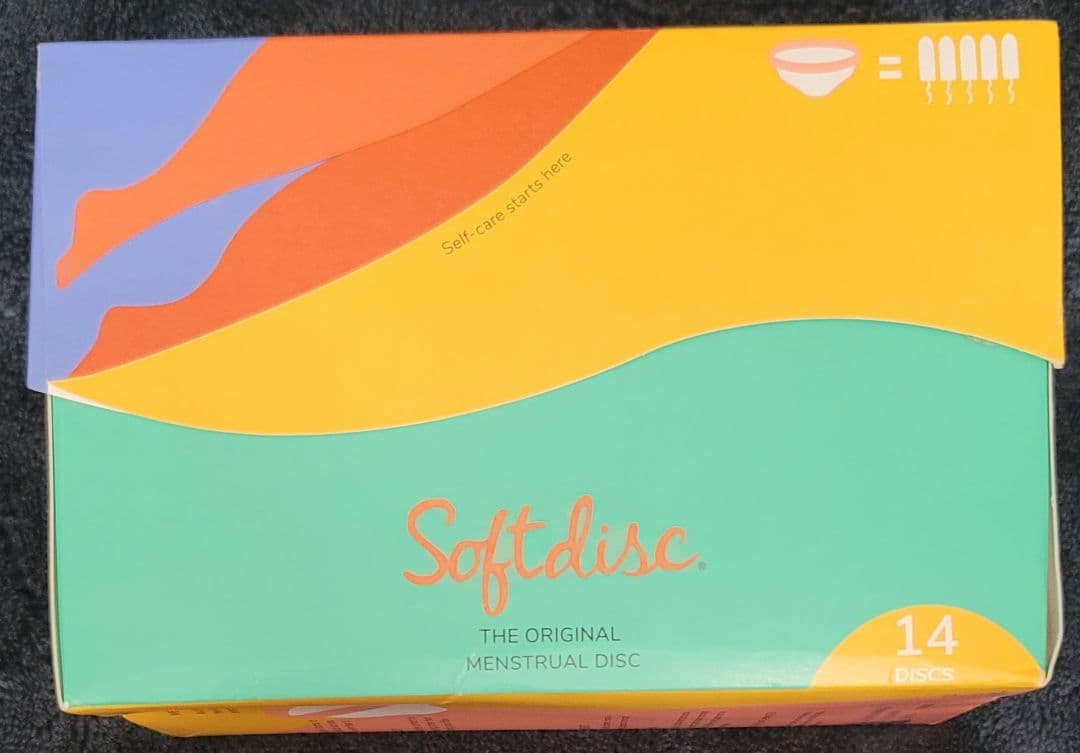 =
Self-care starts here
Softdisc®
THE ORIGINAL
MENSTRUAL DISC
14
DISCS